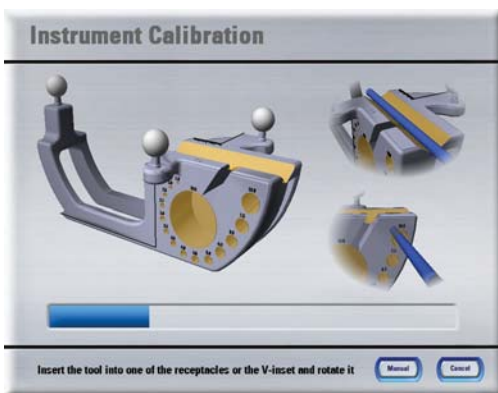 Instrument Calibration
Insert the tool into one of the receptacles or the V-inset and rotate it
Manual
Cancel